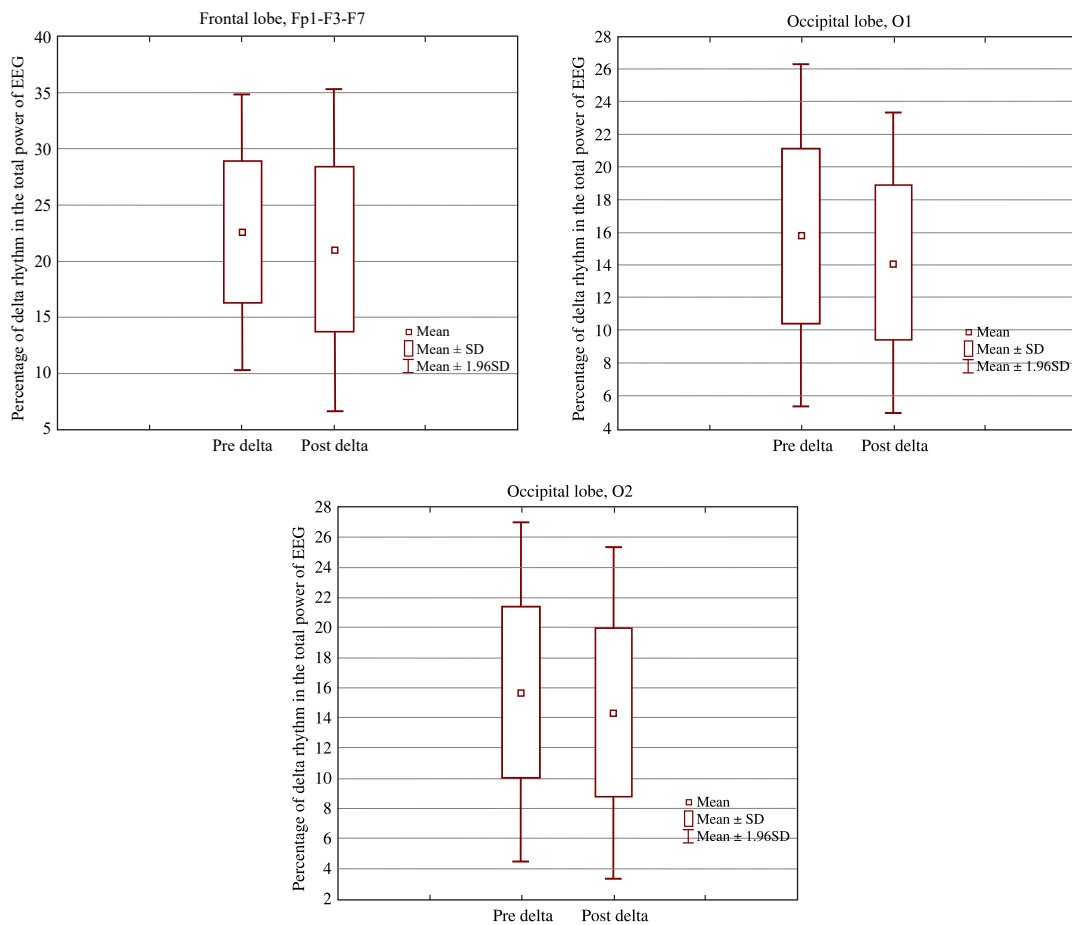 Frontal lobe, Fp1-F3-F7
Percentage of delta rhythm in the total power of EEG
40
35
30
25
20
15
10
5
Mean
Mean ± SD
Mean ± 1.96SD
Pre delta Post delta
Occipital lobe, O1
Percentage of delta rhythm in the total power of EEG
28
26
24
22
20
18
16
14
12
10
8
6
4
Mean
Mean ± SD
Mean ± 1.96SD
Pre delta Post delta
Occipital lobe, O2
Percentage of delta rhythm in the total power of EEG
28
26
24
22
20
18
16
14
12
10
8
6
4
2
Mean
Mean ± SD
Mean ± 1.96SD
Pre delta Post delta